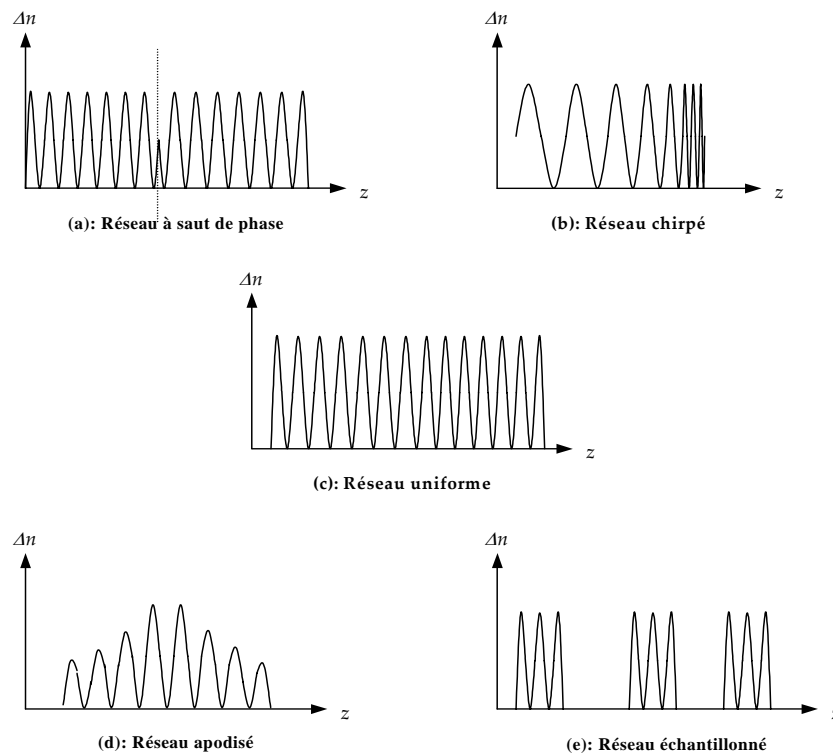 Δn
z
(a): Réseau à saut de phase
Δn
z
(b): Réseau chirpé
Δn
z
(c): Réseau uniforme
Δn
z
(d): Réseau apodisé
Δn
z
(e): Réseau échantillonné